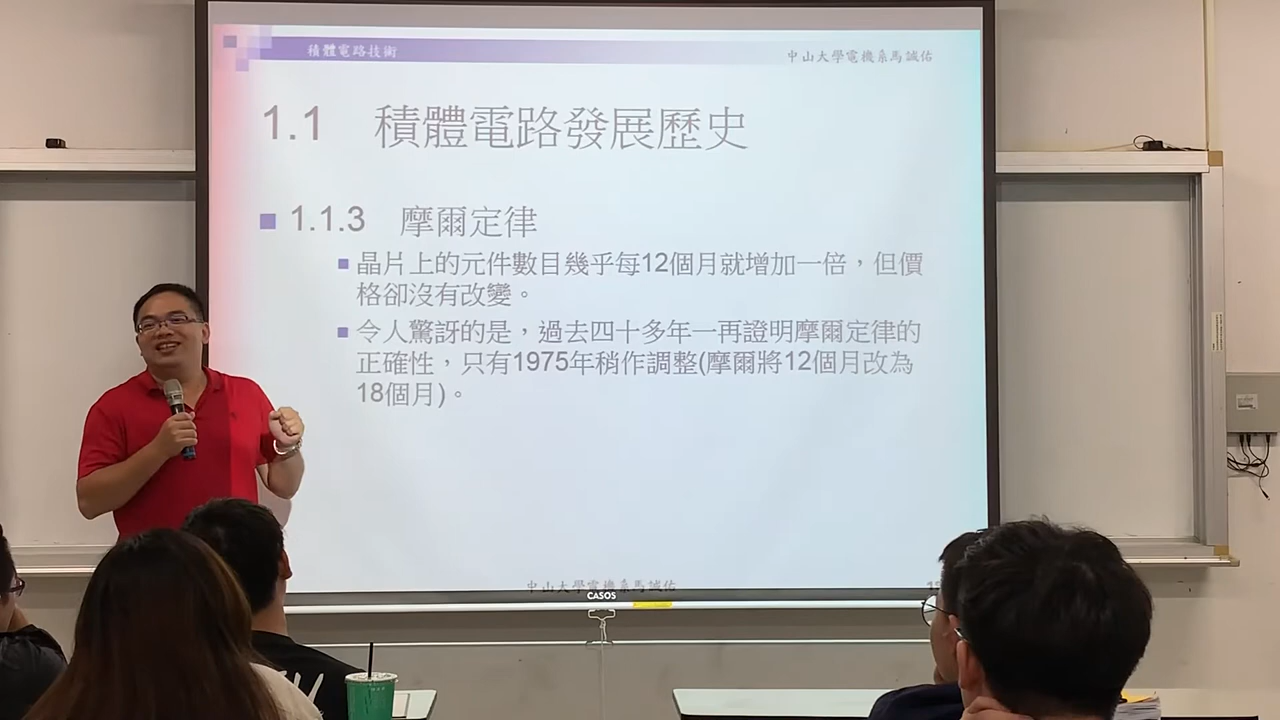 積體電路技術
中山大學電機系馬誠佑
1.1 積體電路發展歷史
1.1.3 摩爾定律
晶片上的元件數目幾乎每12個月就增加一倍，但價
格卻沒有改變。
令人驚訝的是，過去四十多年一再證明摩爾定律的
正確性，只有1975年稍作調整(摩爾將12個月改為
18個月)。
中山大學電機系馬誠佑
CASOS